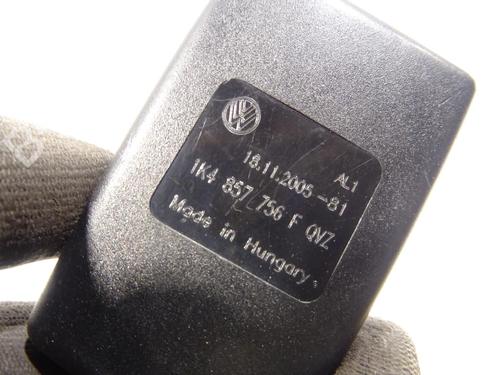 AL1
18.11.2005-81
1K4 857 756 F QVZ
Made in Hungary